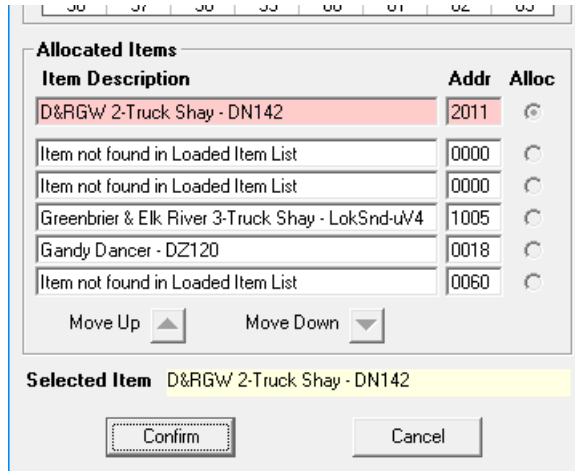 Allocated Items
Item Description Addr Alloc
D&RGW 2-Truck Shay - DN142 2011
Item not found in Loaded Item List 0000
Item not found in Loaded Item List 0000
Greenbrier & Elk River 3-Truck Shay - LokSnd-uV4 1005
Gandy Dancer - DZ120 0018
Item not found in Loaded Item List 0060
Move Up Move Down
Selected Item D&RGW 2-Truck Shay - DN142
Confirm Cancel